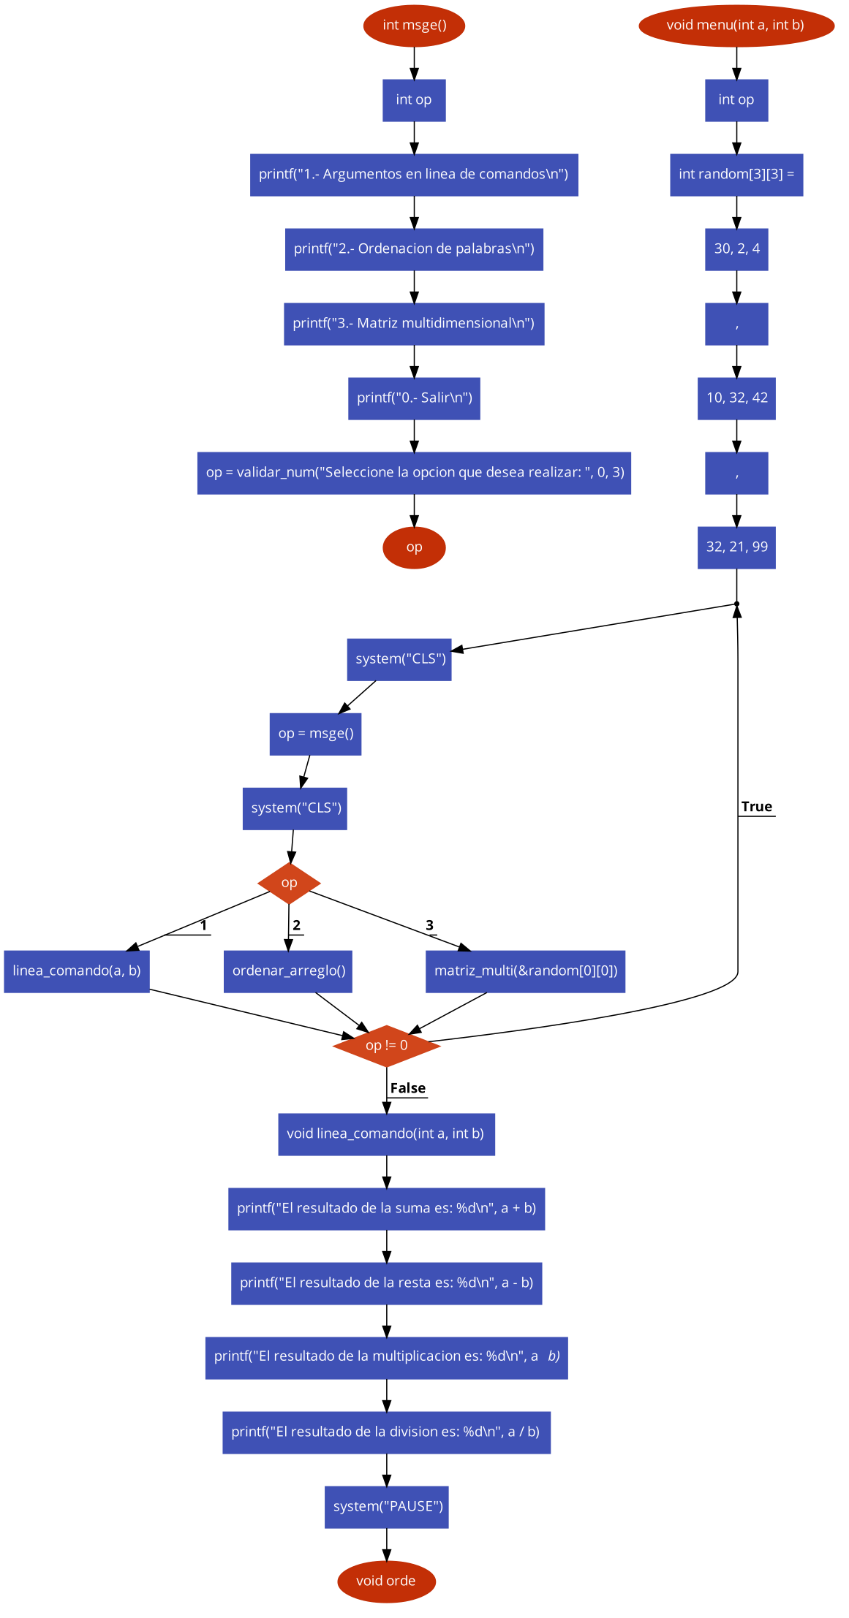 int msge()
int op
printf("1.- Argumentos en linea de comandos\n")
printf("2.- Ordenacion de palabras\n")
printf("3.- Matriz multidimensional\n")
printf("0.- Salir\n")
op = validar_num("Seleccione la opcion que desea realizar: ", 0, 3)
op
void menu(int a, int b)
int op
int random[3][3] =
30, 2, 4
,
10, 32, 42
,
32, 21, 99
system("CLS")
op = msge()
system("CLS")
op
1
2
3
True
linea_comando(a, b)
ordenar_arreglo()
matriz_multi(&random[0][0])
op != 0
False
void linea_comando(int a, int b)
printf("El resultado de la suma es: %d\n", a + b)
printf("El resultado de la resta es: %d\n", a - b)
printf("El resultado de la multiplicacion es: %d\n", a b)
printf("El resultado de la division es: %d\n", a / b)
system("PAUSE")
void orde